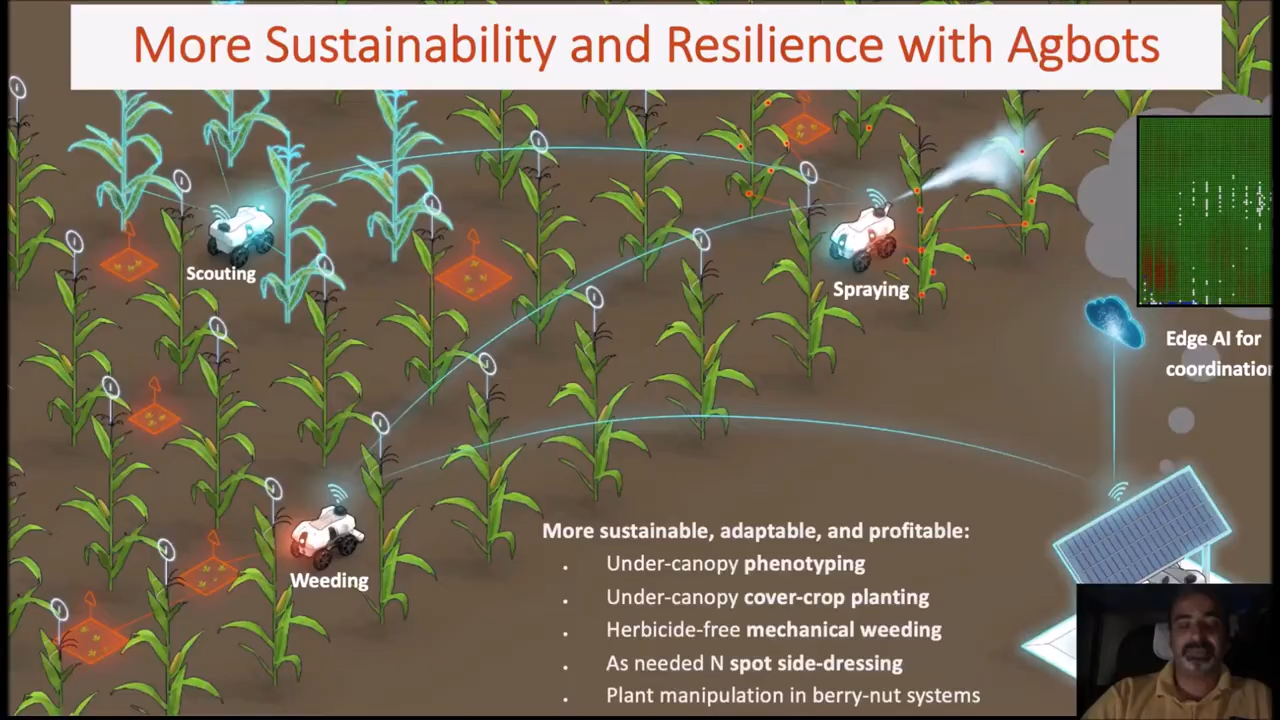 More Sustainability and Resilience with Agbots
Scouting
Spraying
Edge AI for
coordination
Weeding
More sustainable, adaptable, and profitable:
Under-canopy phenotyping
Under-canopy cover-crop planting
Herbicide-free mechanical weeding
As needed N spot side-dressing
Plant manipulation in berry-nut systems